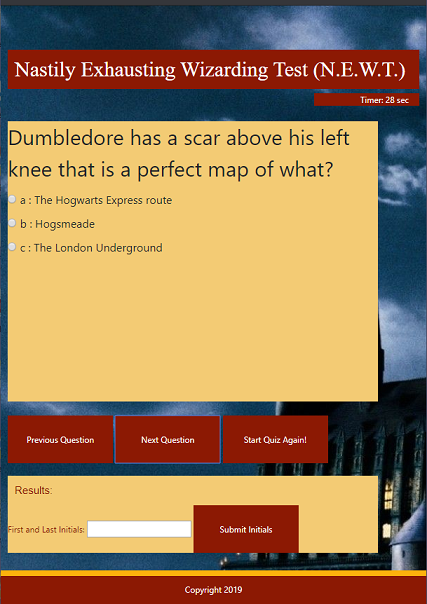 Nastily Exhausting Wizarding Test (N.E.W.T.)
Timer: 28 sec
Dumbledore has a scar above his left
knee that is a perfect map of what?
a : The Hogwarts Express route
b : Hogsmeade
c : The London Underground
Previous Question Next Question Start Quiz Again!
Results:
First and Last Initials: Submit Initials
Copyright 2019